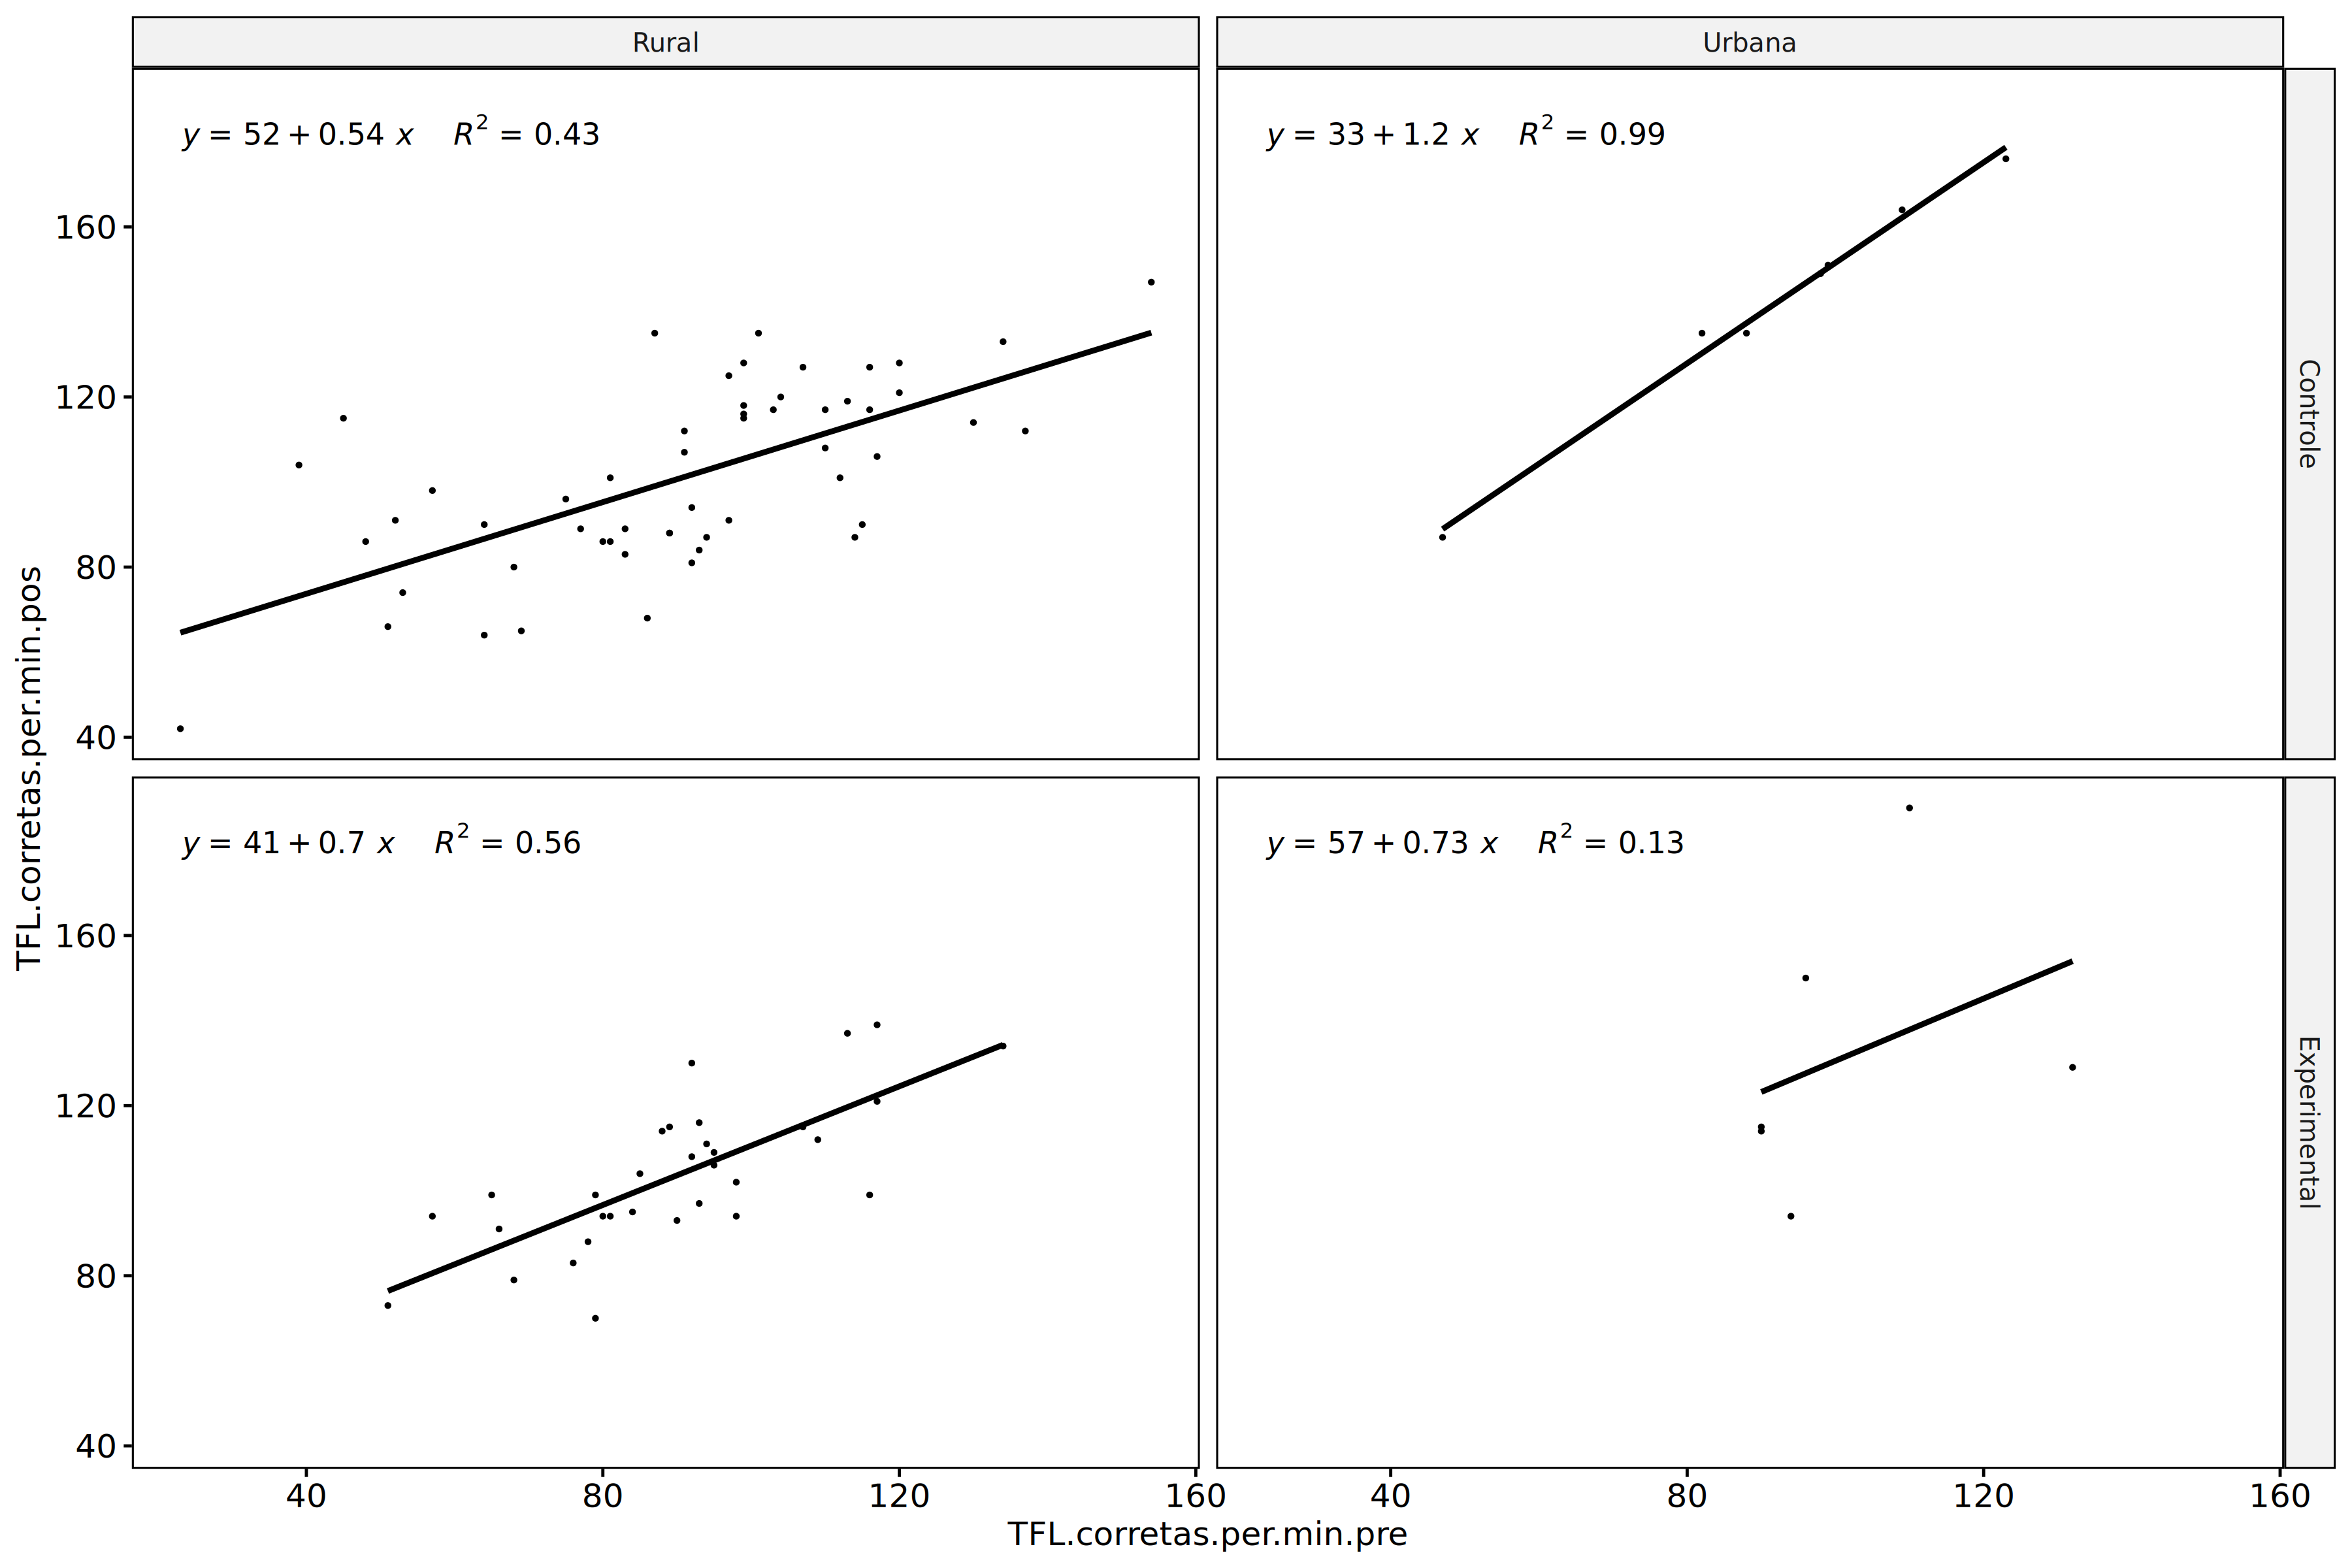 Rural
Urbana
y = 52 + 0.54 x R² = 0.43
y = 33 + 1.2 x R² = 0.99
160
120
80
40
Controle
TFL.corretas.per.min.pos
y = 41 + 0.7 x R² = 0.56
y = 57 + 0.73 x R² = 0.13
160
120
80
40
Experimental
40 80 120 160 40 80 120 160
TFL.corretas.per.min.pre